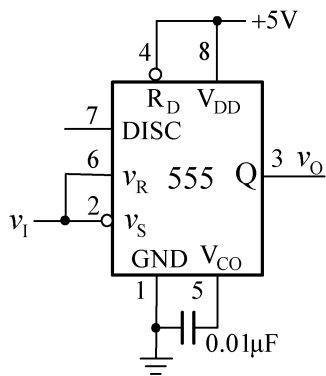 +5V
4 8
R_D V_DD
7 DISC
6 v_R 555 Q 3 v_O
v_I 2 v_S
GND V_CO
1 5
0.01μF